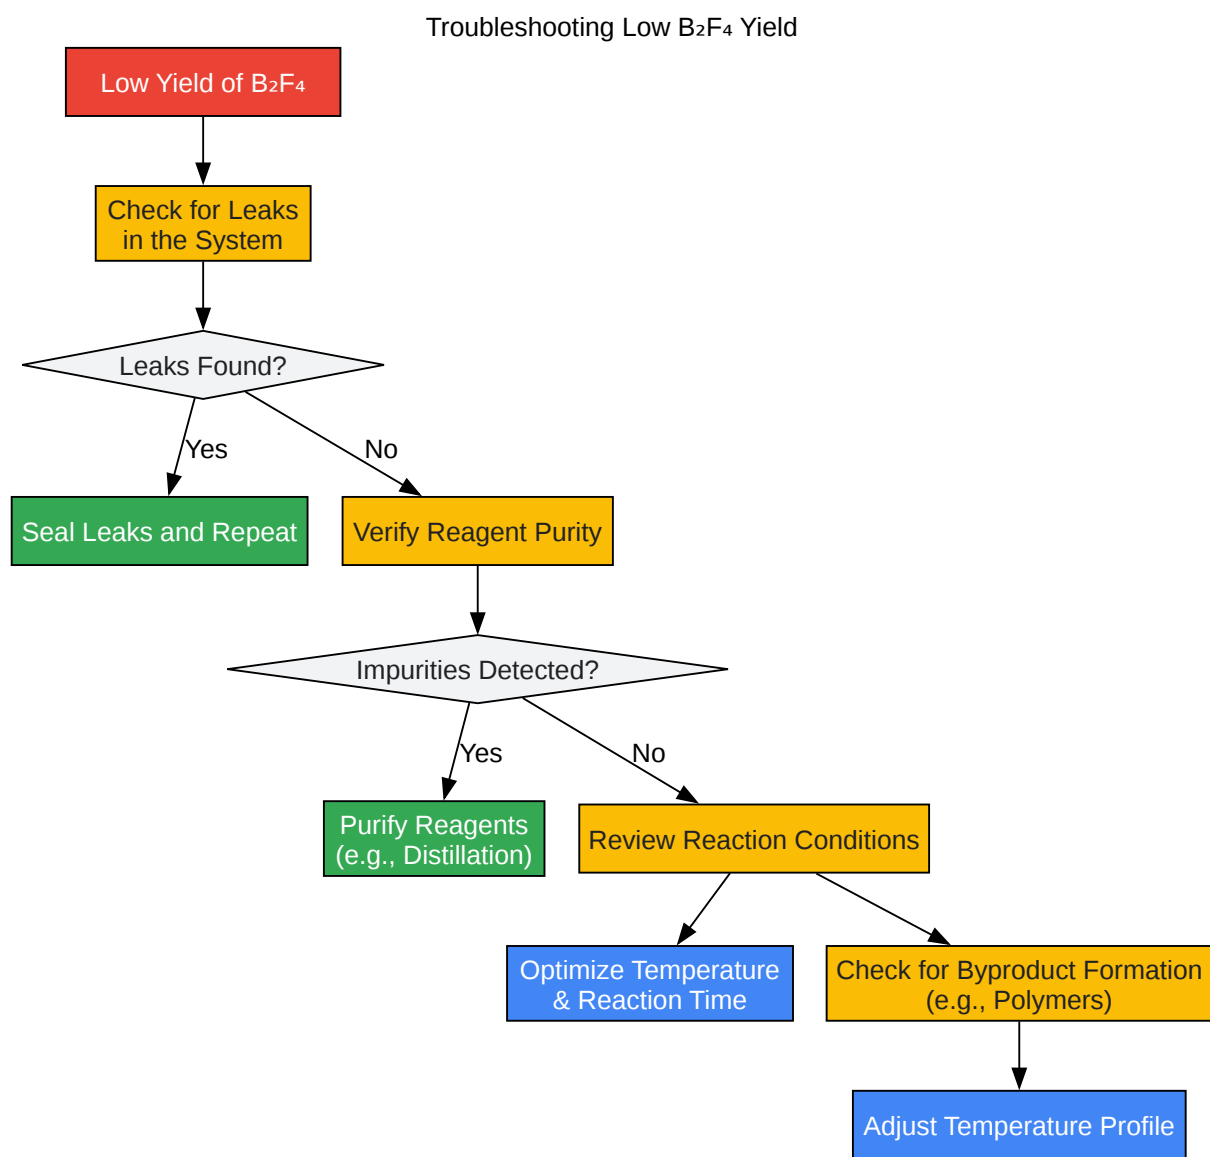 Troubleshooting Low B₂F₄ Yield
Low Yield of B₂F₄
Check for Leaks
in the System
Leaks Found?
Yes
No
Seal Leaks and Repeat
Verify Reagent Purity
Impurities Detected?
Yes
No
Purify Reagents
(e.g., Distillation)
Review Reaction Conditions
Optimize Temperature
& Reaction Time
Check for Byproduct Formation
(e.g., Polymers)
Adjust Temperature Profile